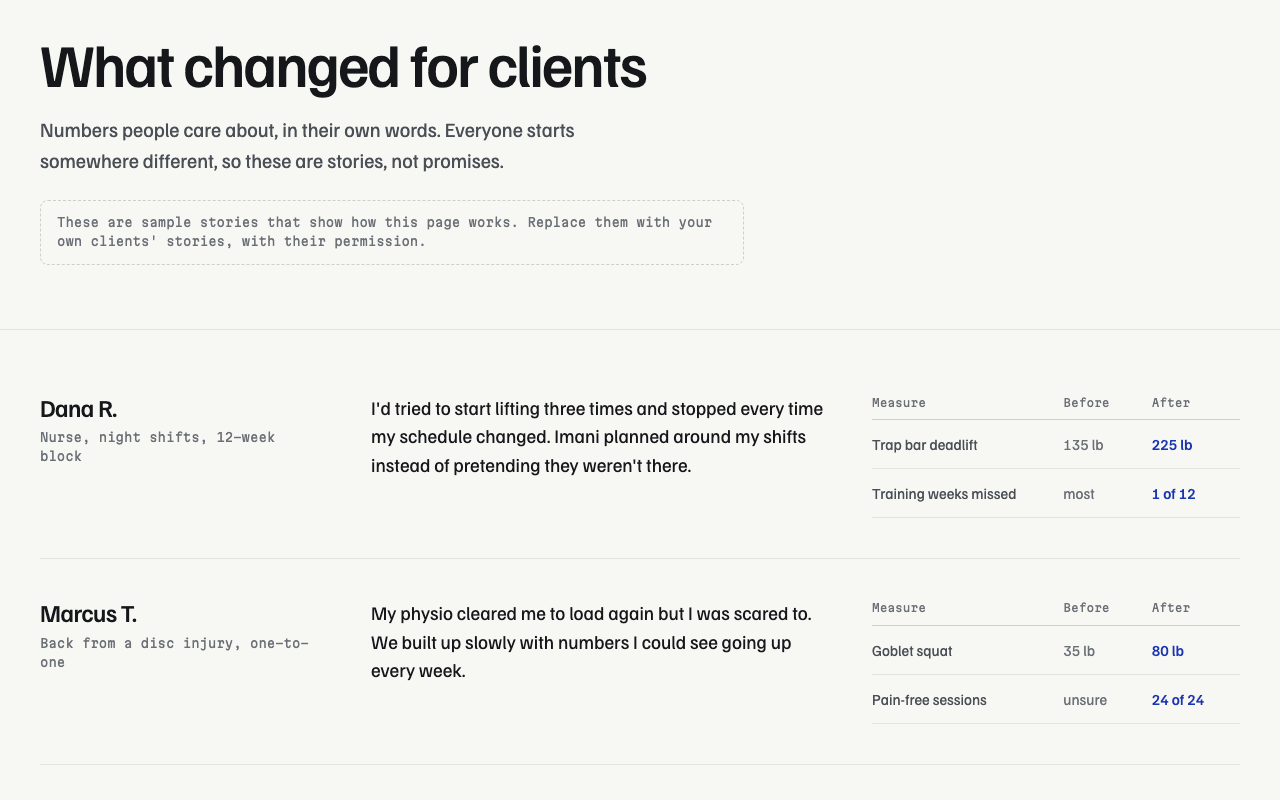 What changed for clients
Numbers people care about, in their own words. Everyone starts
somewhere different, so these are stories, not promises.
These are sample stories that show how this page works. Replace them with your
own clients' stories, with their permission.
Dana R.
Nurse, night shifts, 12-week
block
I'd tried to start lifting three times and stopped every time
my schedule changed. Imani planned around my shifts
instead of pretending they weren't there.
Measure Before After
Trap bar deadlift 135 lb 225 lb
Training weeks missed most 1 of 12
Marcus T.
Back from a disc injury, one-to-
one
My physio cleared me to load again but I was scared to.
We built up slowly with numbers I could see going up
every week.
Measure Before After
Goblet squat 35 lb 80 lb
Pain-free sessions unsure 24 of 24